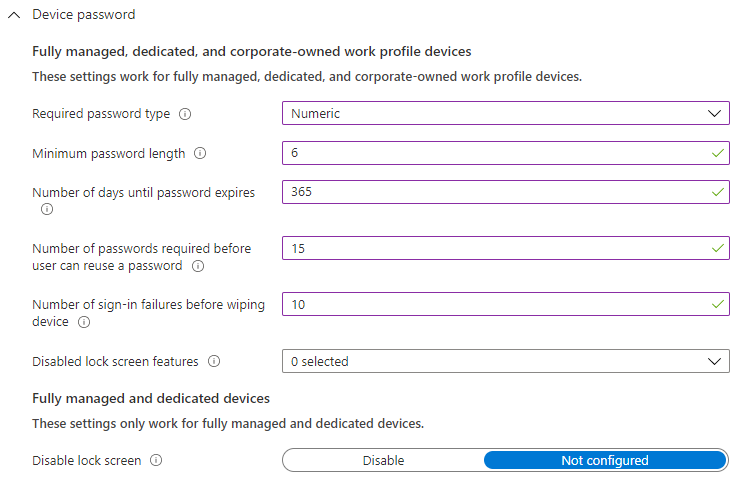 Device password
Fully managed, dedicated, and corporate-owned work profile devices
These settings work for fully managed, dedicated, and corporate-owned work profile devices.
Required password type
Numeric
Minimum password length
6
Number of days until password expires
365
Number of passwords required before
user can reuse a password
15
Number of sign-in failures before wiping
device
10
Disabled lock screen features
0 selected
Fully managed and dedicated devices
These settings only work for fully managed and dedicated devices.
Disable lock screen
Disable
Not configured